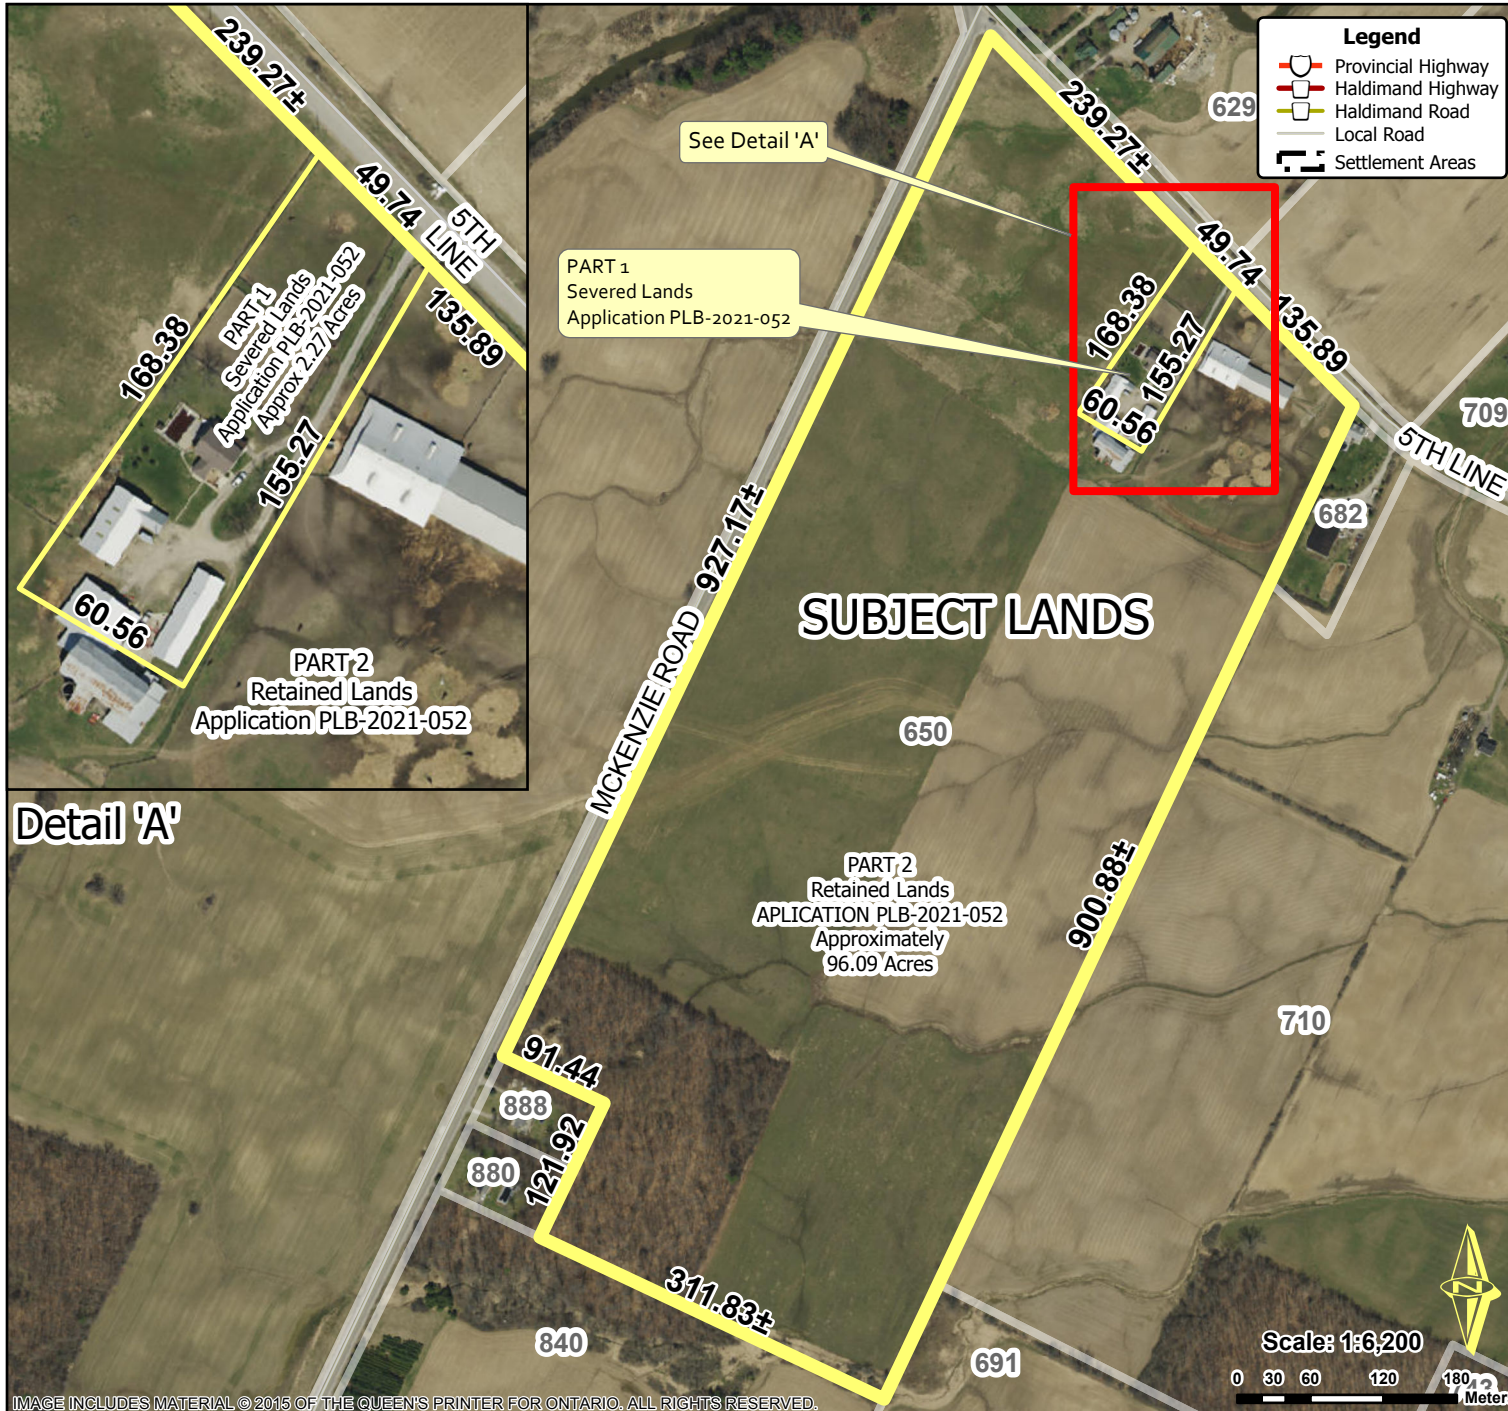 239.27±
49.74
5TH
LINE
135.89
168.38
PART 1
Severed Lands
Application PLB-2021-052
Approx 2.27 Acres
155.27
60.56
PART 2
Retained Lands
Application PLB-2021-052
Detail 'A'
Legend
Provincial Highway
Haldimand Highway
Haldimand Road
Local Road
Settlement Areas
629
239.27±
See Detail 'A'
49.74
PART 1
Severed Lands
Application PLB-2021-052
168.38
155.27
135.89
60.56
709
5TH LINE
682
927.17±
MCKENZIE ROAD
SUBJECT LANDS
650
PART 2
Retained Lands
APLICATION PLB-2021-052
Approximately
96.09 Acres
900.88±
710
91.44
888
121.92
880
311.83±
840
691
Scale: 1:6,200
0 30 60 120 180
Meter
N
IMAGE INCLUDES MATERIAL © 2015 OF THE QUEEN'S PRINTER FOR ONTARIO. ALL RIGHTS RESERVED.